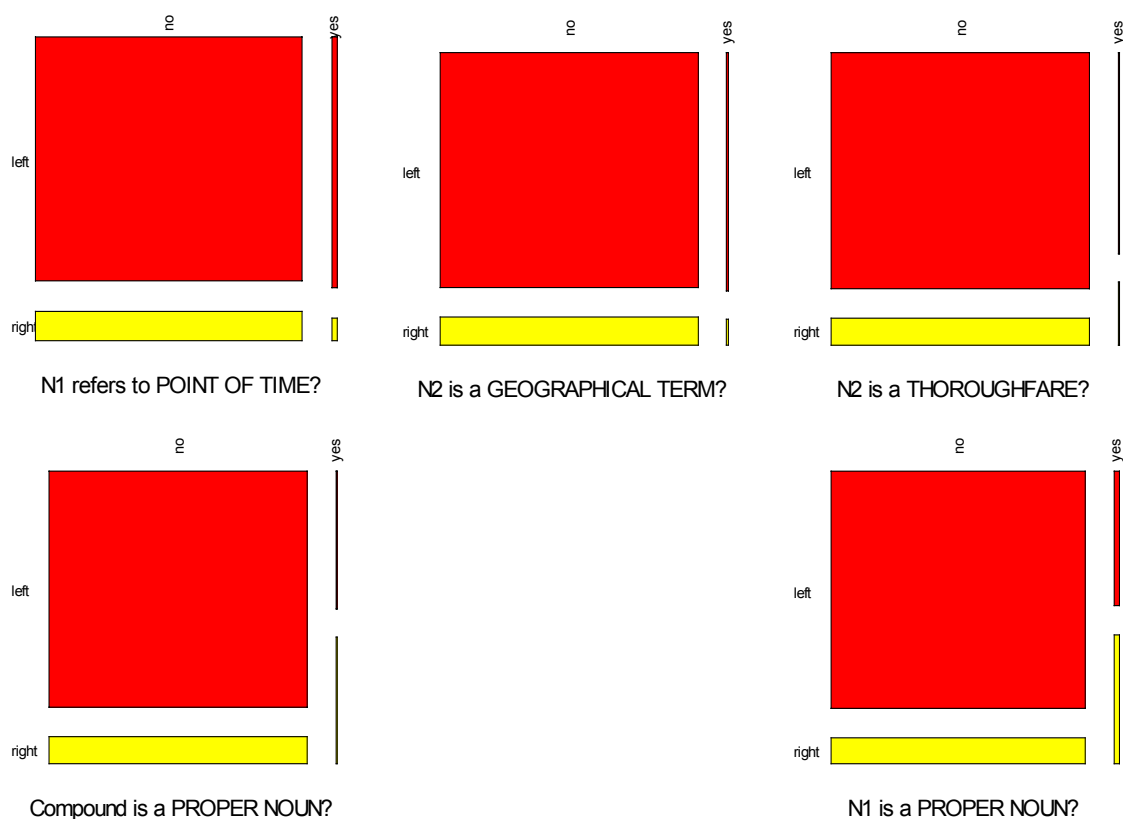 no yes
left
right
N1 refers to POINT OF TIME?
no yes
left
right
N2 is a GEOGRAPHICAL TERM?
no yes
left
right
N2 is a THOROUGHFARE?
no yes
left
right
Compound is a PROPER NOUN?
no yes
left
right
N1 is a PROPER NOUN?